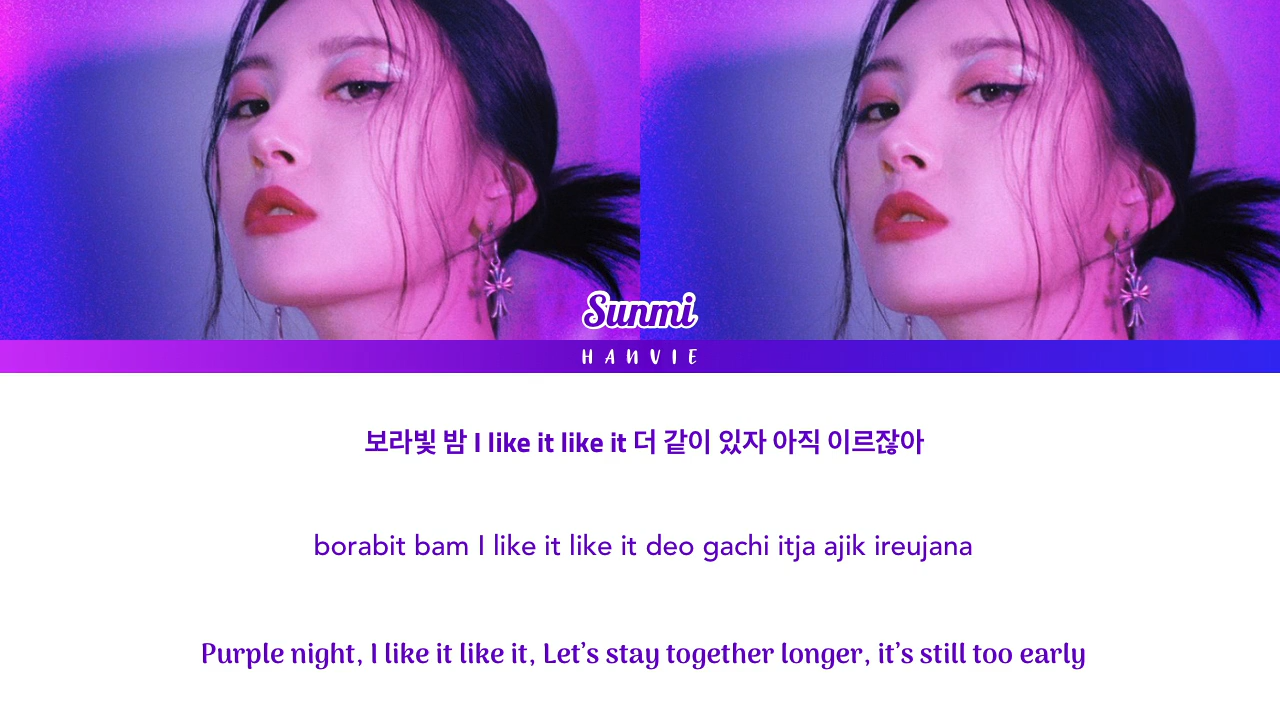 Sunmi
HANVIE
보라빛 밤 I like it like it 더 같이 있자 아직 이르잖아
borabit bam I like it like it deo gachi itja ajik ireujana
Purple night, I like it like it, Let’s stay together longer, it’s still too early